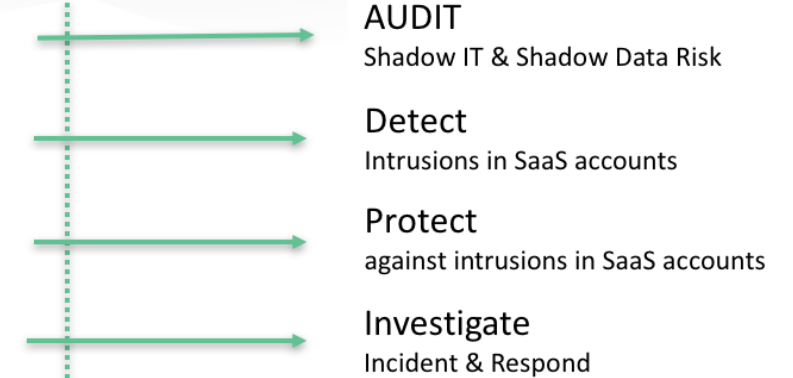 AUDIT
Shadow IT & Shadow Data Risk
Detect
Intrusions in SaaS accounts
Protect
against intrusions in SaaS accounts
Investigate
Incident & Respond